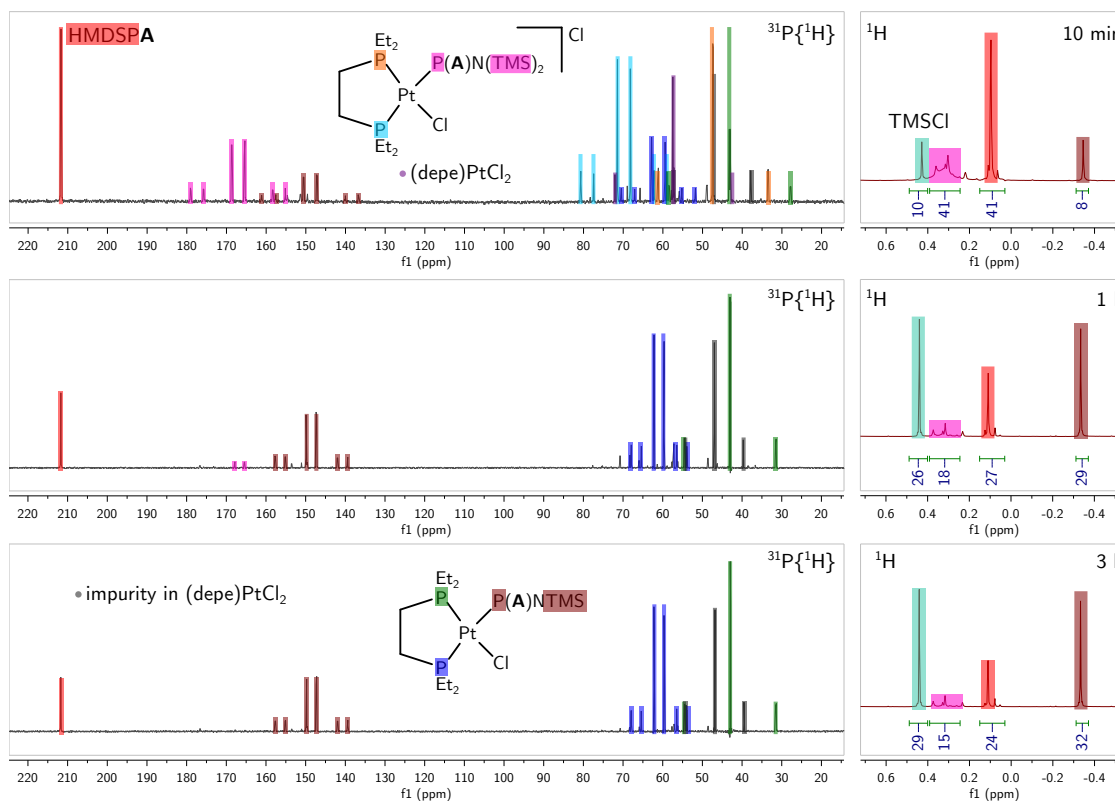 HMDSPA
³¹P{¹H}
Et₂
P
P(A)N(TMS)₂
Cl
Pt
Cl
P
Et₂
• (depe)PtCl₂
220 210 200 190 180 170 160 150 140 130 120 110 100 90 80 70 60 50 40 30 20
f1 (ppm)
¹H
10 min
TMSCl
10 41 41 8
0.6 0.4 0.2 0.0 -0.2 -0.4
f1 (ppm)
³¹P{¹H}
220 210 200 190 180 170 160 150 140 130 120 110 100 90 80 70 60 50 40 30 20
f1 (ppm)
¹H
1
26 18 27 29
0.6 0.4 0.2 0.0 -0.2 -0.4
f1 (ppm)
³¹P{¹H}
• impurity in (depe)PtCl₂
Et₂
P
P(A)NTMS
Pt
Cl
P
Et₂
220 210 200 190 180 170 160 150 140 130 120 110 100 90 80 70 60 50 40 30 20
f1 (ppm)
¹H
3
29 15 24 32
0.6 0.4 0.2 0.0 -0.2 -0.4
f1 (ppm)